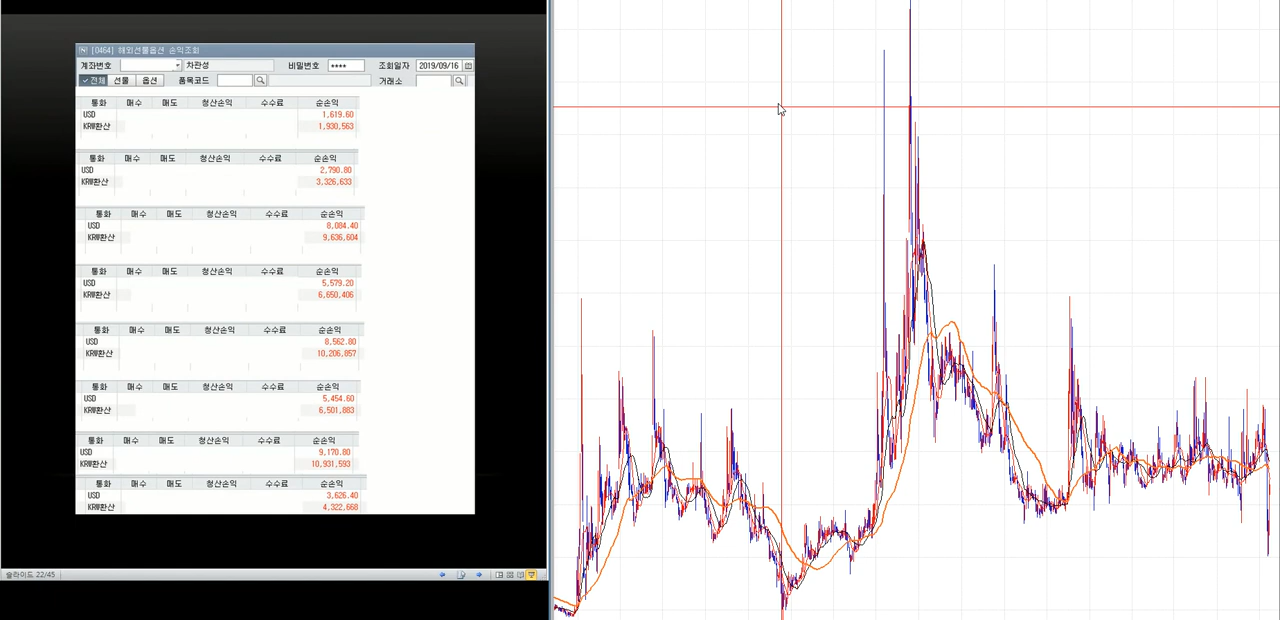 [0464] 해외선물옵션 손익조회
계좌번호 차관성 비밀번호 **** 조회일자 2019/09/16
전체 선물 옵션 품목코드 거래소
통화 매수 매도 청산손익 수수료 순손익
USD 1,619.60
KRW환산 1,930,563
통화 매수 매도 청산손익 수수료 순손익
USD 2,790.80
KRW환산 3,326,633
통화 매수 매도 청산손익 수수료 순손익
USD 8,084.40
KRW환산 9,636,604
통화 매수 매도 청산손익 수수료 순손익
USD 5,579.20
KRW환산 6,650,406
통화 매수 매도 청산손익 수수료 순손익
USD 8,562.80
KRW환산 10,206,857
통화 매수 매도 청산손익 수수료 순손익
USD 5,454.60
KRW환산 6,501,883
통화 매수 매도 청산손익 수수료 순손익
USD 9,170.80
KRW환산 10,931,593
통화 매수 매도 청산손익 수수료 순손익
USD 3,626.40
KRW환산 4,322,668
슬라이드 22/45